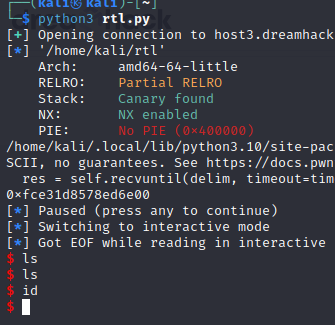 ┌──(kali㉿kali)-[~]
└─$ python3 rtl.py
[+] Opening connection to host3.dreamhack
[*] '/home/kali/rtl'
Arch: amd64-64-little
RELRO: Partial RELRO
Stack: Canary found
NX: NX enabled
PIE: No PIE (0x400000)
/home/kali/.local/lib/python3.10/site-pac
SCII, no guarantees. See https://docs.pwn
res = self.recvuntil(delim, timeout=tim
0xfce31d8578ed6e00
[*] Paused (press any to continue)
[*] Switching to interactive mode
[*] Got EOF while reading in interactive
$ ls
$ ls
$ id
$